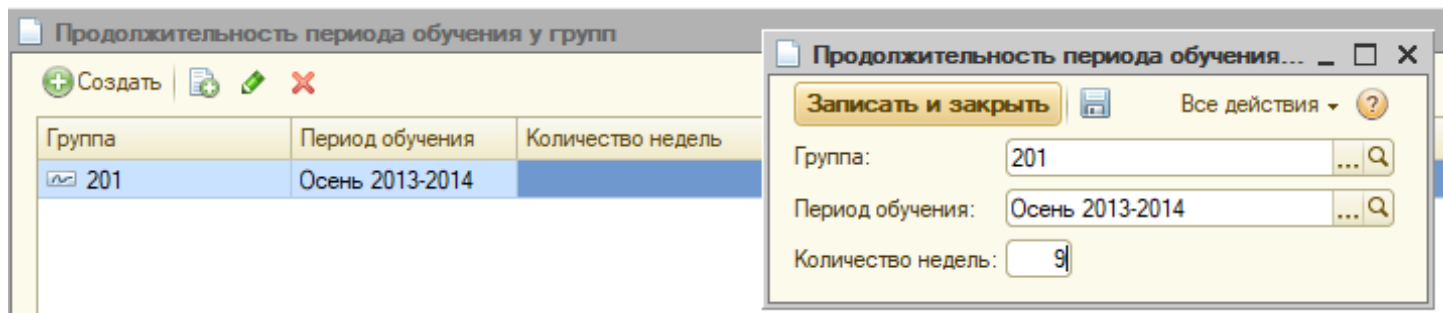 Продолжительность периода обучения у групп
Создать
Группа Период обучения Количество недель
201 Осень 2013-2014
Продолжительность периода обучения...
Записать и закрыть Все действия
Группа: 201 ...
Период обучения: Осень 2013-2014 ...
Количество недель: 9